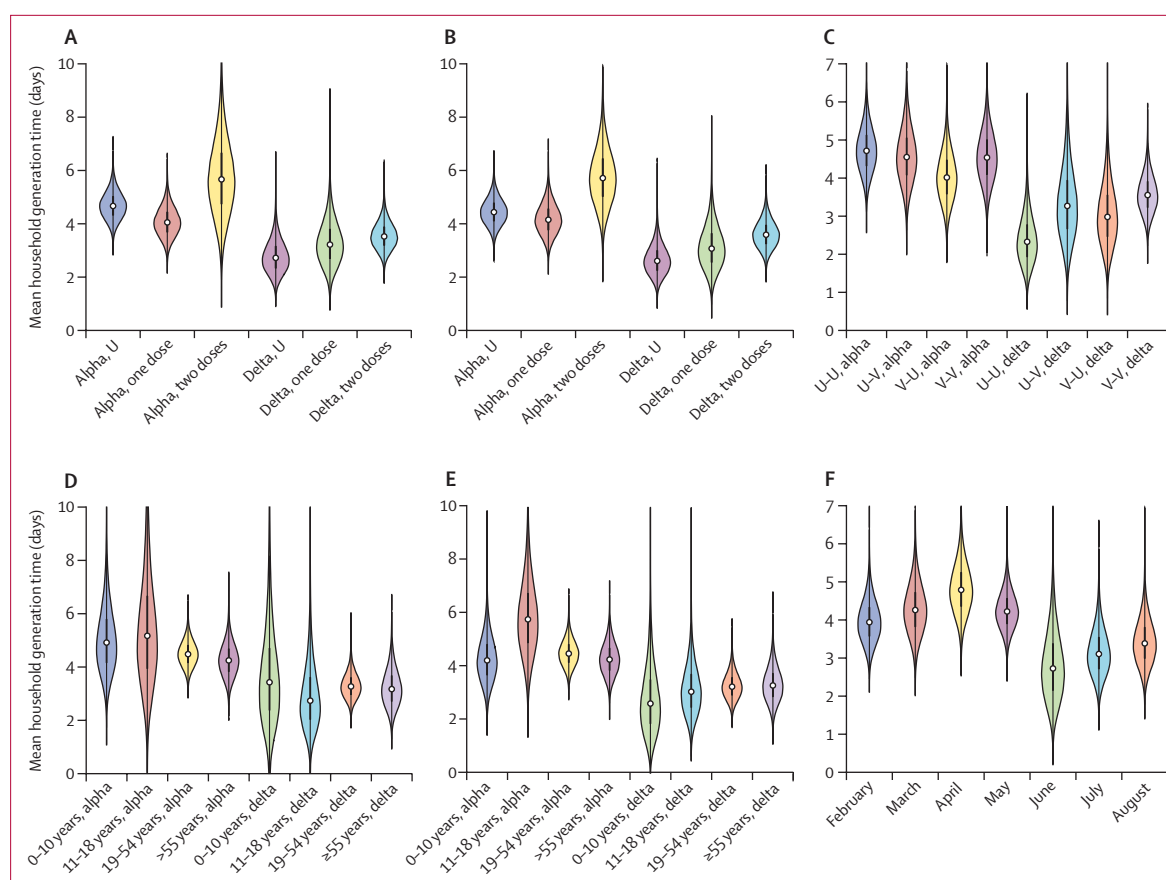 A
B
C
Mean household generation time (days)
10
8
6
4
2
0
Alpha, U
Alpha, one dose
Alpha, two doses
Delta, U
Delta, one dose
Delta, two doses
10
8
6
4
2
0
Alpha, U
Alpha, one dose
Alpha, two doses
Delta, U
Delta, one dose
Delta, two doses
7
6
5
4
3
2
1
0
U–U, alpha
U–V, alpha
V–U, alpha
V–V, alpha
U–U, delta
U–V, delta
V–U, delta
V–V, delta
D
E
F
Mean household generation time (days)
10
8
6
4
2
0
0–10 years, alpha
11–18 years, alpha
19–54 years, alpha
>55 years, alpha
0–10 years, delta
11–18 years, delta
19–54 years, delta
≥55 years, delta
10
8
6
4
2
0
0–10 years, alpha
11–18 years, alpha
19–54 years, alpha
>55 years, alpha
0–10 years, delta
11–18 years, delta
19–54 years, delta
≥55 years, delta
7
6
5
4
3
2
1
0
February
March
April
May
June
July
August